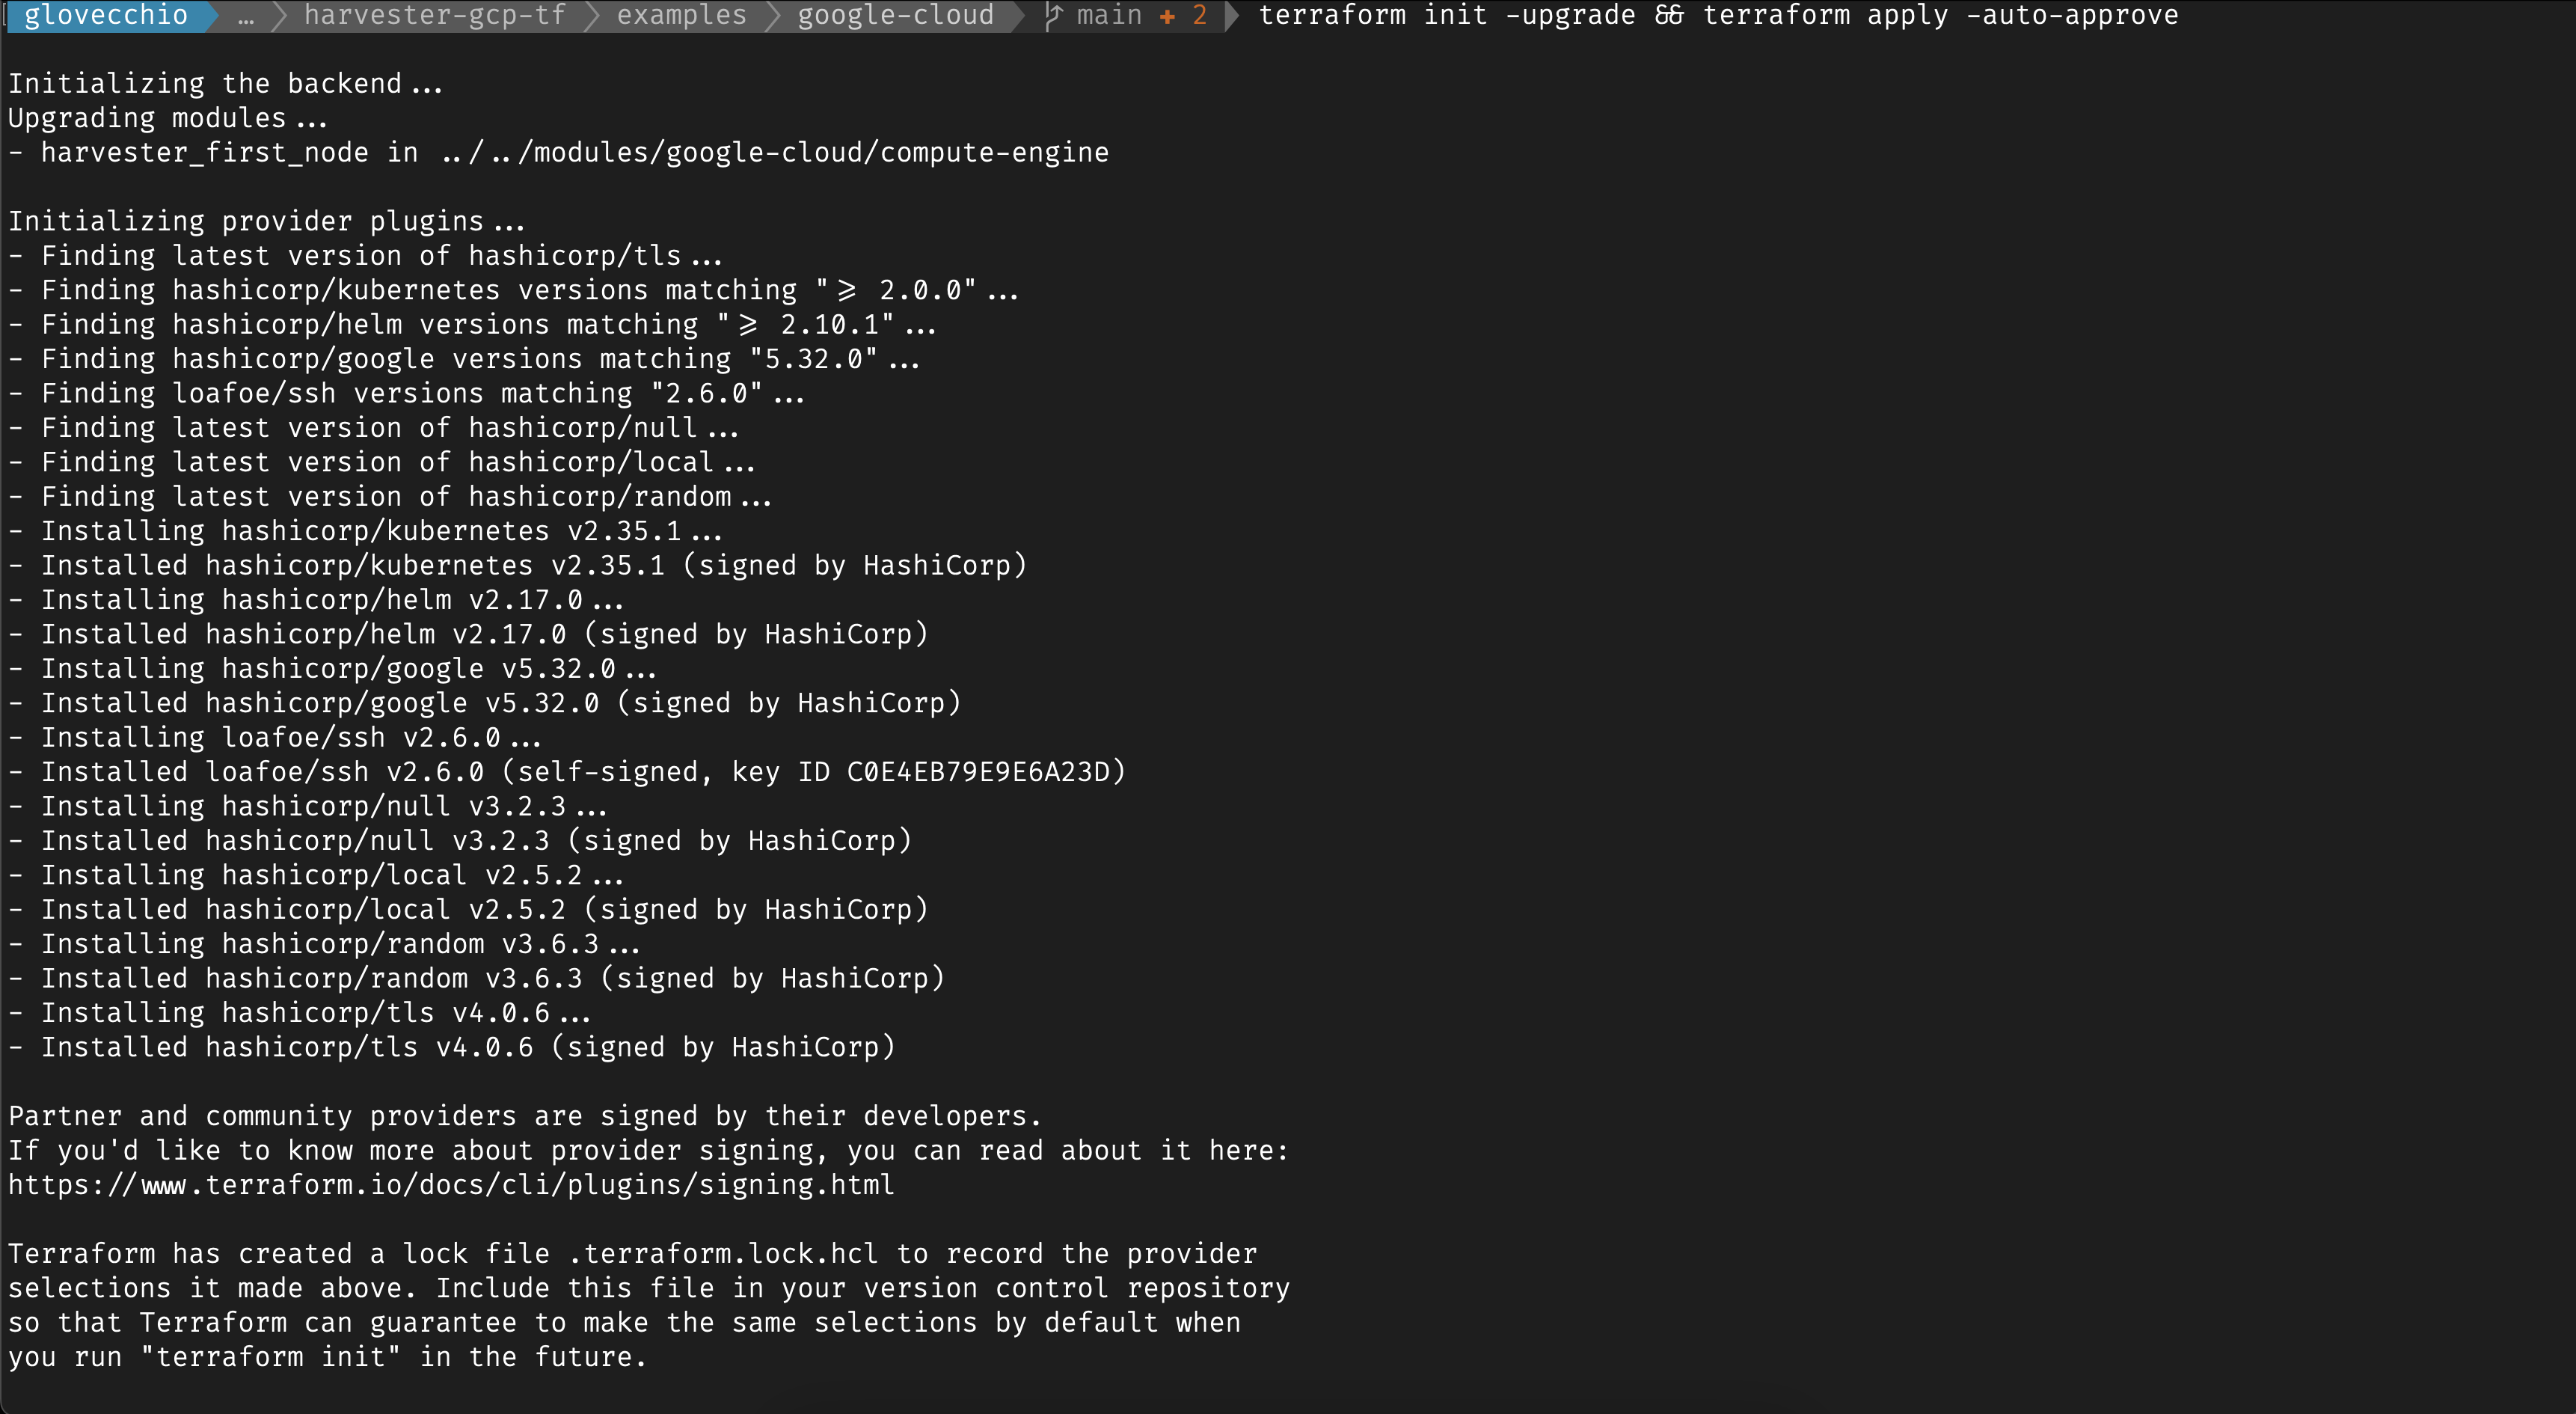 glovecchio … harvester-gcp-tf examples google-cloud main + 2 terraform init -upgrade && terraform apply -auto-approve
Initializing the backend...
Upgrading modules...
- harvester_first_node in ../../modules/google-cloud/compute-engine
Initializing provider plugins...
- Finding latest version of hashicorp/tls...
- Finding hashicorp/kubernetes versions matching ">= 2.0.0"...
- Finding hashicorp/helm versions matching ">= 2.10.1"...
- Finding hashicorp/google versions matching "5.32.0"...
- Finding loafoe/ssh versions matching "2.6.0"...
- Finding latest version of hashicorp/null...
- Finding latest version of hashicorp/local...
- Finding latest version of hashicorp/random...
- Installing hashicorp/kubernetes v2.35.1...
- Installed hashicorp/kubernetes v2.35.1 (signed by HashiCorp)
- Installing hashicorp/helm v2.17.0...
- Installed hashicorp/helm v2.17.0 (signed by HashiCorp)
- Installing hashicorp/google v5.32.0...
- Installed hashicorp/google v5.32.0 (signed by HashiCorp)
- Installing loafoe/ssh v2.6.0...
- Installed loafoe/ssh v2.6.0 (self-signed, key ID C0E4EB79E9E6A23D)
- Installing hashicorp/null v3.2.3...
- Installed hashicorp/null v3.2.3 (signed by HashiCorp)
- Installing hashicorp/local v2.5.2...
- Installed hashicorp/local v2.5.2 (signed by HashiCorp)
- Installing hashicorp/random v3.6.3...
- Installed hashicorp/random v3.6.3 (signed by HashiCorp)
- Installing hashicorp/tls v4.0.6...
- Installed hashicorp/tls v4.0.6 (signed by HashiCorp)
Partner and community providers are signed by their developers.
If you'd like to know more about provider signing, you can read about it here:
https://www.terraform.io/docs/cli/plugins/signing.html
Terraform has created a lock file .terraform.lock.hcl to record the provider
selections it made above. Include this file in your version control repository
so that Terraform can guarantee to make the same selections by default when
you run "terraform init" in the future.